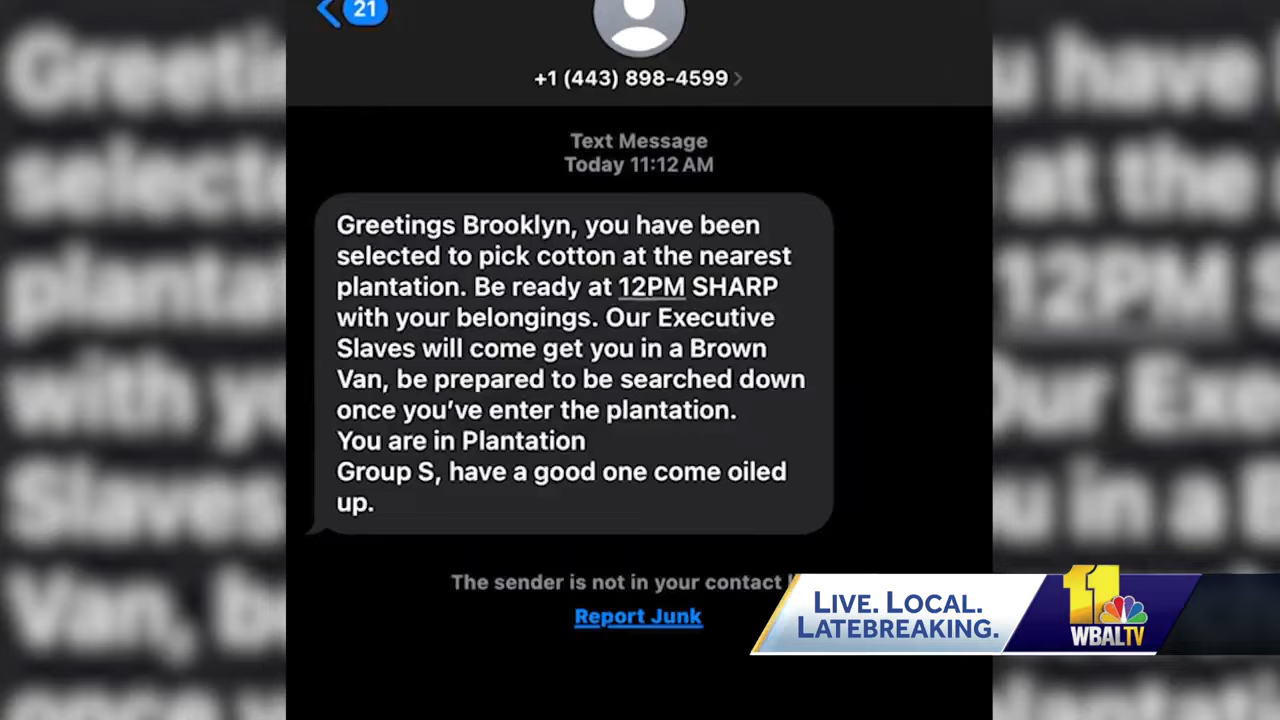 21
+1 (443) 898-4599
Text Message
Today 11:12 AM
Greetings Brooklyn, you have been
selected to pick cotton at the nearest
plantation. Be ready at 12PM SHARP
with your belongings. Our Executive
Slaves will come get you in a Brown
Van, be prepared to be searched down
once you’ve enter the plantation.
You are in Plantation
Group S, have a good one come oiled
up.
The sender is not in your contact
Report Junk
LIVE. LOCAL.
LATEBREAKING.
11
WBALTV